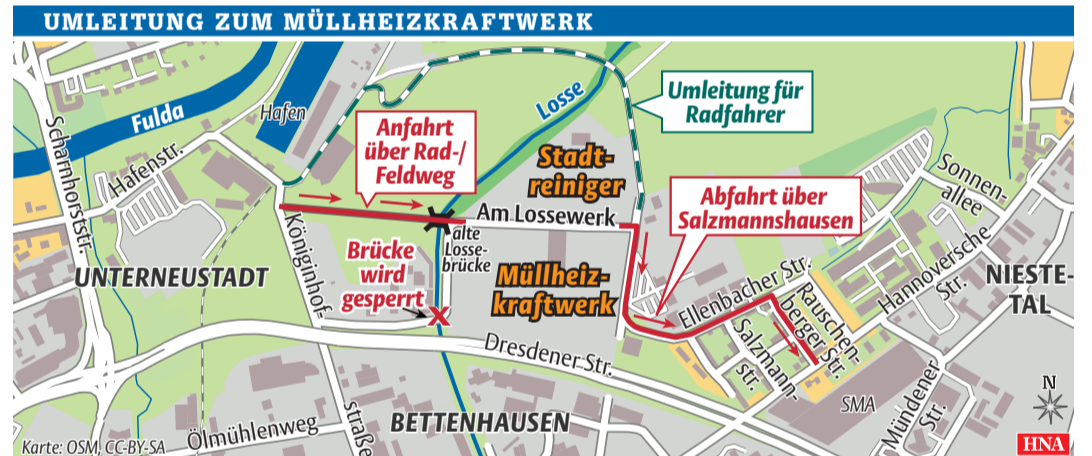 UMLEITUNG ZUM MÜLLHEIZKRAFTWERK
Fulda
Hafen
Losse
Umleitung für
Radfahrer
Scharnhorststr.
Hafenstr.
Anfahrt
über Rad-/
Feldweg
Stadt-
reiniger
Abfahrt über
Salzmannshausen
Sonnen-
allee
Am Lossewerk
alte
Losse-
brücke
Königinhof-
straße
Brücke
wird
gesperrt
UNTERNEUSTADT
Müllheiz-
kraftwerk
Ellenbacher Str.
Rauschen-
berger Str.
Hannoversche
Str.
NIESTE-
TAL
Salzmann-
str.
Dresdener Str.
SMA
Mündener
Str.
BETTENHAUSEN
Ölmühlenweg
N
Karte: OSM, CC-BY-SA
HNA